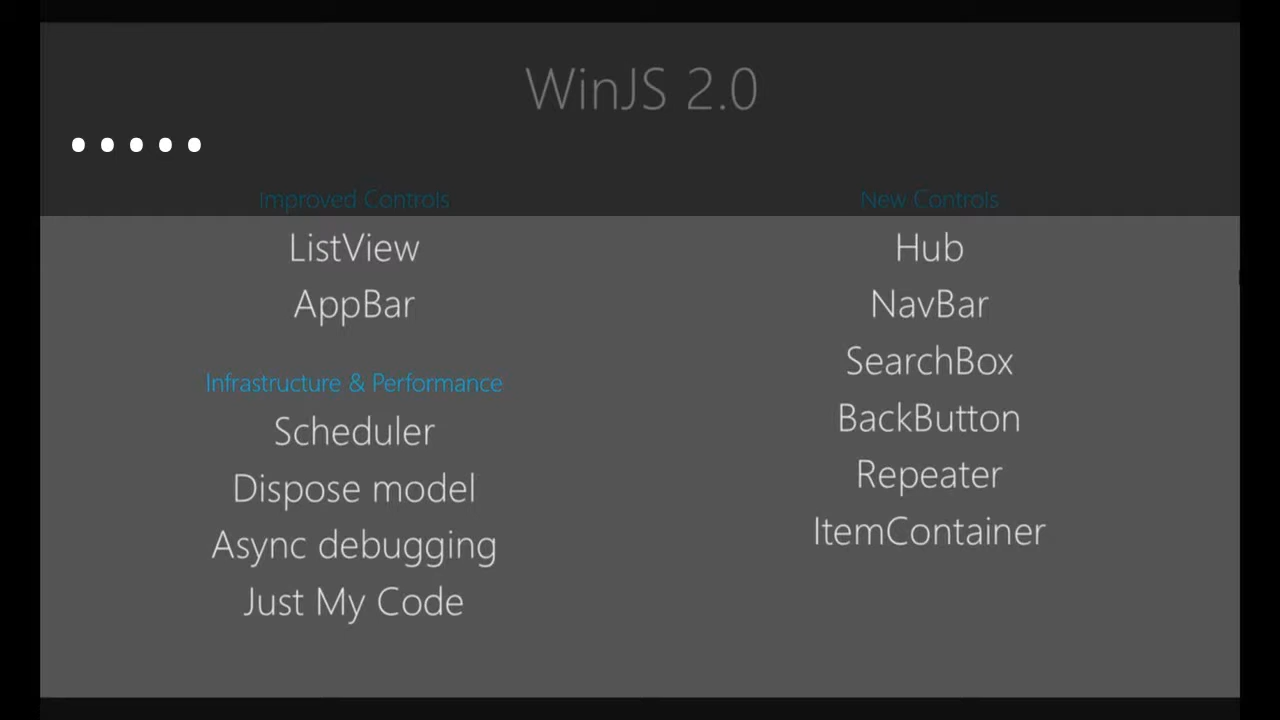 WinJS 2.0
.....
Improved Controls
ListView
AppBar
Infrastructure & Performance
Scheduler
Dispose model
Async debugging
Just My Code
New Controls
Hub
NavBar
SearchBox
BackButton
Repeater
ItemContainer